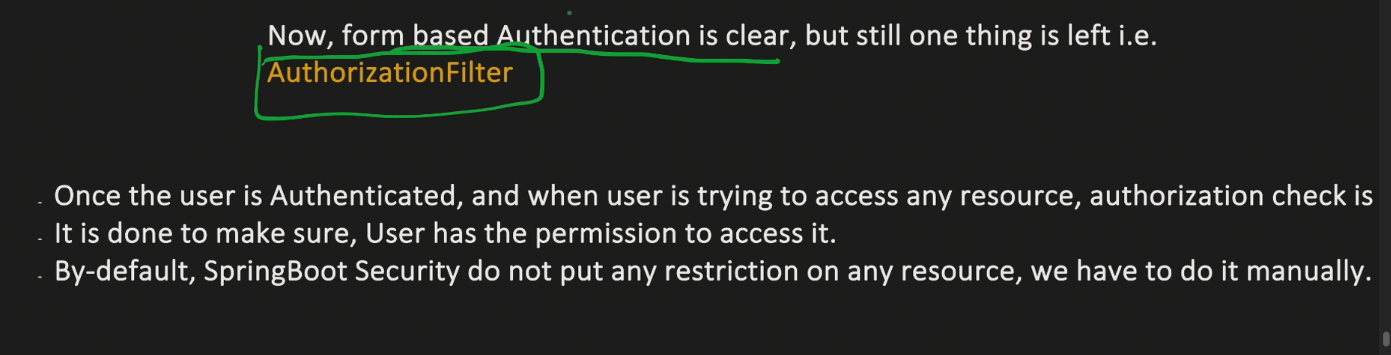 Now, form based Authentication is clear, but still one thing is left i.e.
AuthorizationFilter
- Once the user is Authenticated, and when user is trying to access any resource, authorization check is
- It is done to make sure, User has the permission to access it.
- By-default, SpringBoot Security do not put any restriction on any resource, we have to do it manually.